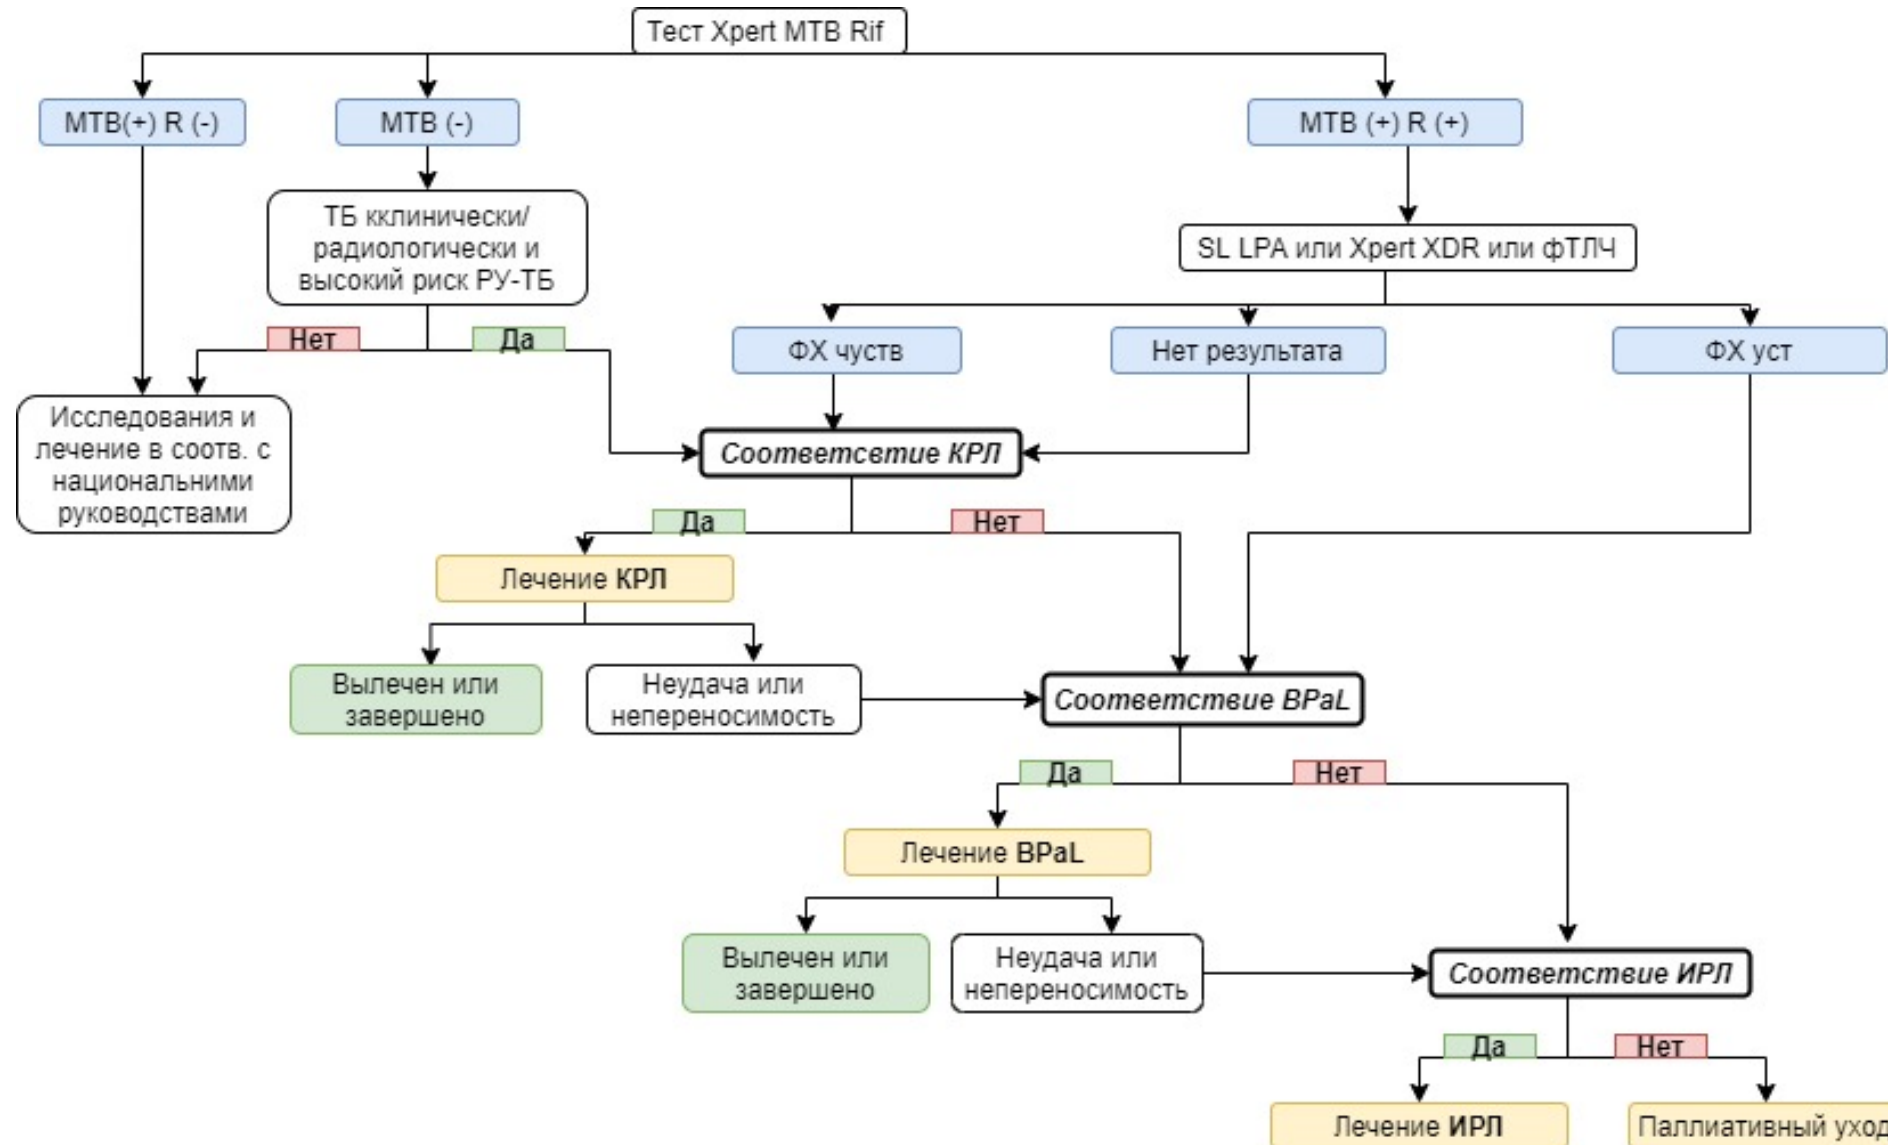 Тест Xpert MTB Rif
MTB(+) R (-)
MTB (-)
MTB (+) R (+)
ТБ кклинически/
радиологически и
высокий риск РУ-ТБ
SL LPA или Xpert XDR или фТЛЧ
Нет
Да
ФХ чуств
Нет результата
ФХ уст
Исследования и
лечение в соотв. с
национальними
руководствами
Соответсвтие КРЛ
Да
Нет
Лечение КРЛ
Вылечен или
завершено
Неудача или
непереносимость
Соответствие BPaL
Да
Нет
Лечение BPaL
Вылечен или
завершено
Неудача или
непереносимость
Соответствие ИРЛ
Да
Нет
Лечение ИРЛ
Паллиативный уход